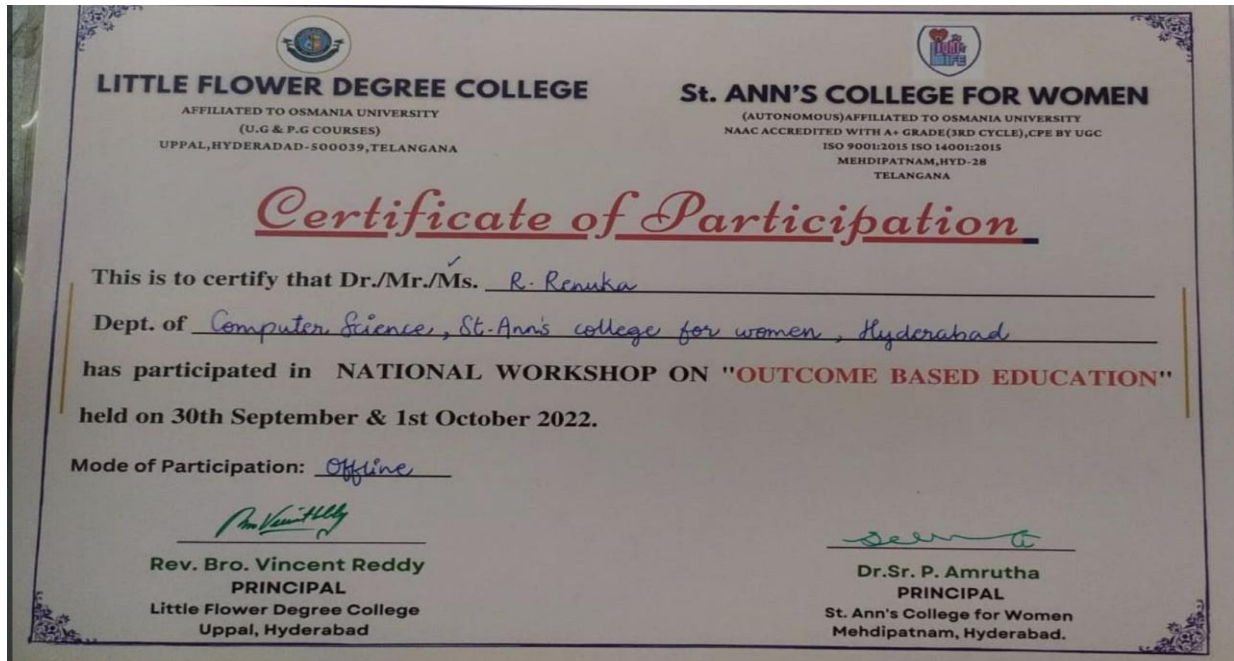 LITTLE FLOWER DEGREE COLLEGE
AFFILIATED TO OSMANIA UNIVERSITY
(U.G & P.G COURSES)
UPPAL,HYDERADAD-500039,TELANGANA
St. ANN'S COLLEGE FOR WOMEN
(AUTONOMOUS)AFFILIATED TO OSMANIA UNIVERSITY
NAAC ACCREDITED WITH A+ GRADE(3RD CYCLE),CPE BY UGC
ISO 9001:2015 ISO 14001:2015
MEHDIPATNAM,HYD-28
TELANGANA
Certificate of Participation
This is to certify that Dr./Mr./Ms. R. Renuka
Dept. of Computer Science, St-Ann's college for women, Hyderabad
has participated in NATIONAL WORKSHOP ON "OUTCOME BASED EDUCATION"
held on 30th September & 1st October 2022.
Mode of Participation: Offline
Rev. Bro. Vincent Reddy
PRINCIPAL
Little Flower Degree College
Uppal, Hyderabad
Dr.Sr. P. Amrutha
PRINCIPAL
St. Ann's College for Women
Mehdipatnam, Hyderabad.